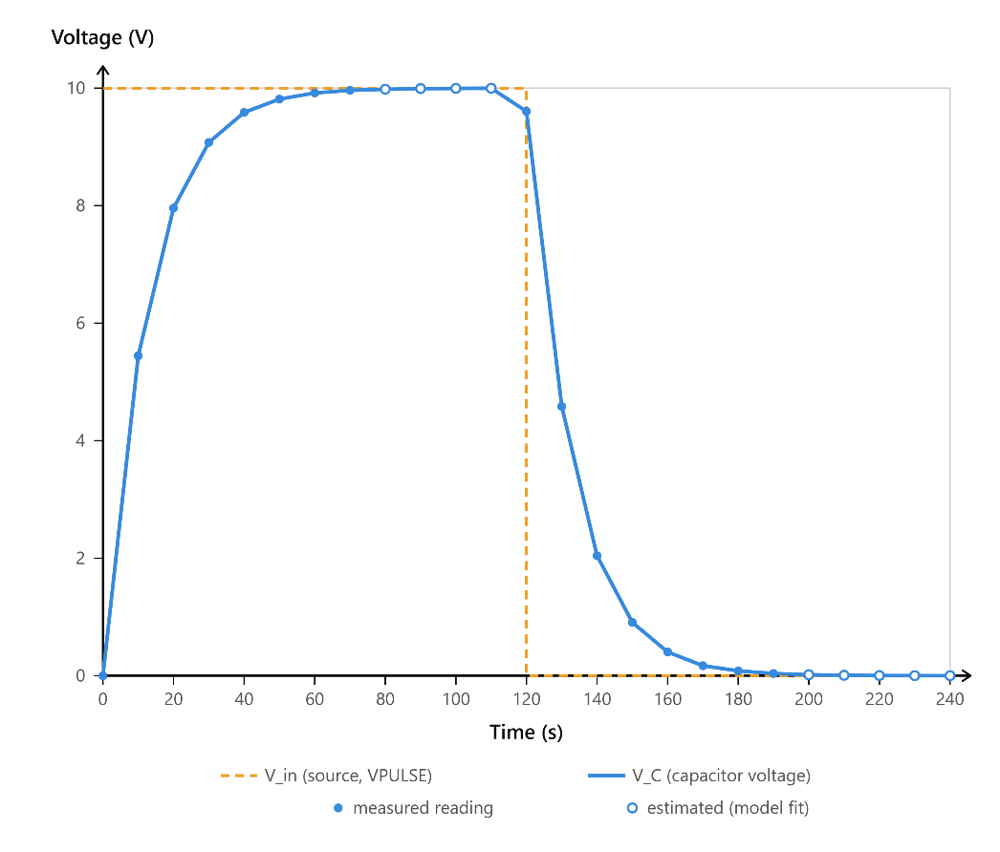 Voltage (V)
10
8
6
4
2
0
0 20 40 60 80 100 120 140 160 180 200 220 240
Time (s)
V_in (source, VPULSE) V_C (capacitor voltage)
measured reading estimated (model fit)